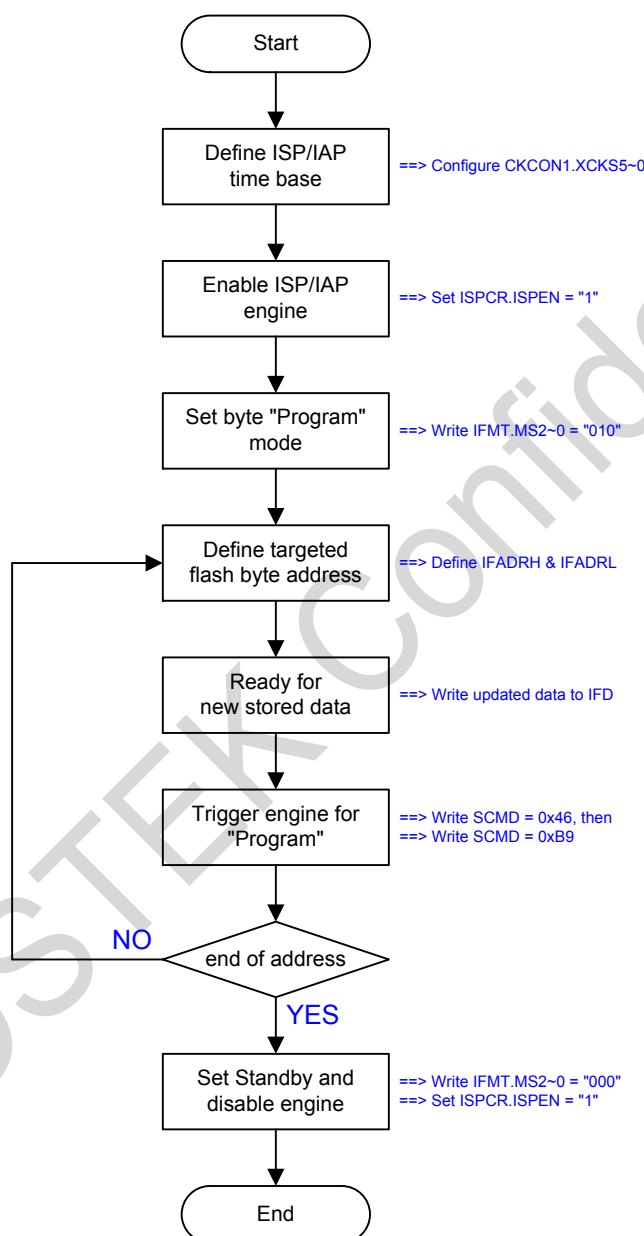 Start
Define ISP/IAP
time base
==> Configure CKCON1.XCKS5~0
Enable ISP/IAP
engine
==> Set ISPCR.ISPEN = "1"
Set byte "Program"
mode
==> Write IFMT.MS2~0 = "010"
Define targeted
flash byte address
==> Define IFADRH & IFADRL
Ready for
new stored data
==> Write updated data to IFD
Trigger engine for
"Program"
==> Write SCMD = 0x46, then
==> Write SCMD = 0xB9
NO
end of address
YES
Set Standby and
disable engine
==> Write IFMT.MS2~0 = "000"
==> Set ISPCR.ISPEN = "1"
End